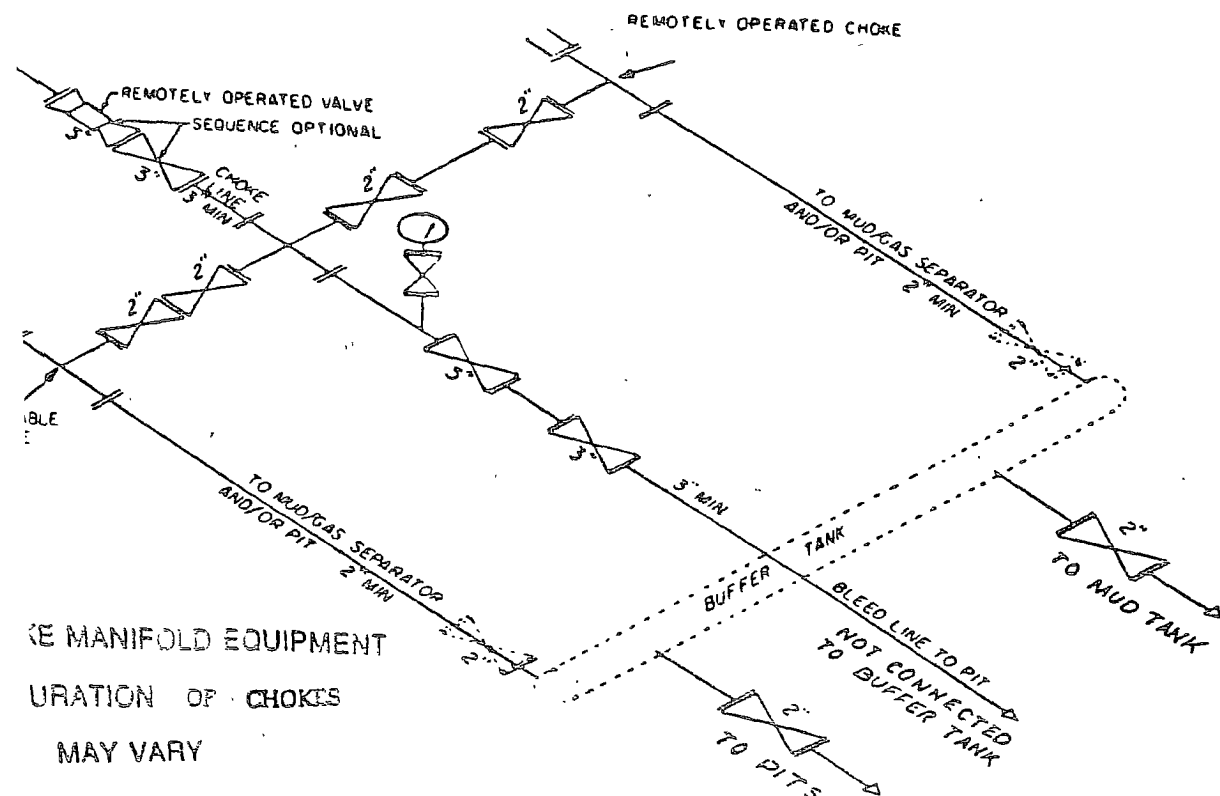 REMOTELY OPERATED CHOKE
REMOTELY OPERATED VALVE
SEQUENCE OPTIONAL
3"
3"
CHOKE
LINE
3" MIN
2"
2"
2"
2"
TO MUD/GAS SEPARATOR
AND/OR PIT
2" MIN
2"
3"
3"
3" MIN
ABLE
E
TO MUD/GAS SEPARATOR
AND/OR PIT
2" MIN
2"
BUFFER TANK
2"
TO MUD TANK
BLEED LINE TO PIT
NOT CONNECTED
TO BUFFER
TANK
2"
TO PITS
KE MANIFOLD EQUIPMENT
URATION OF CHOKES
MAY VARY